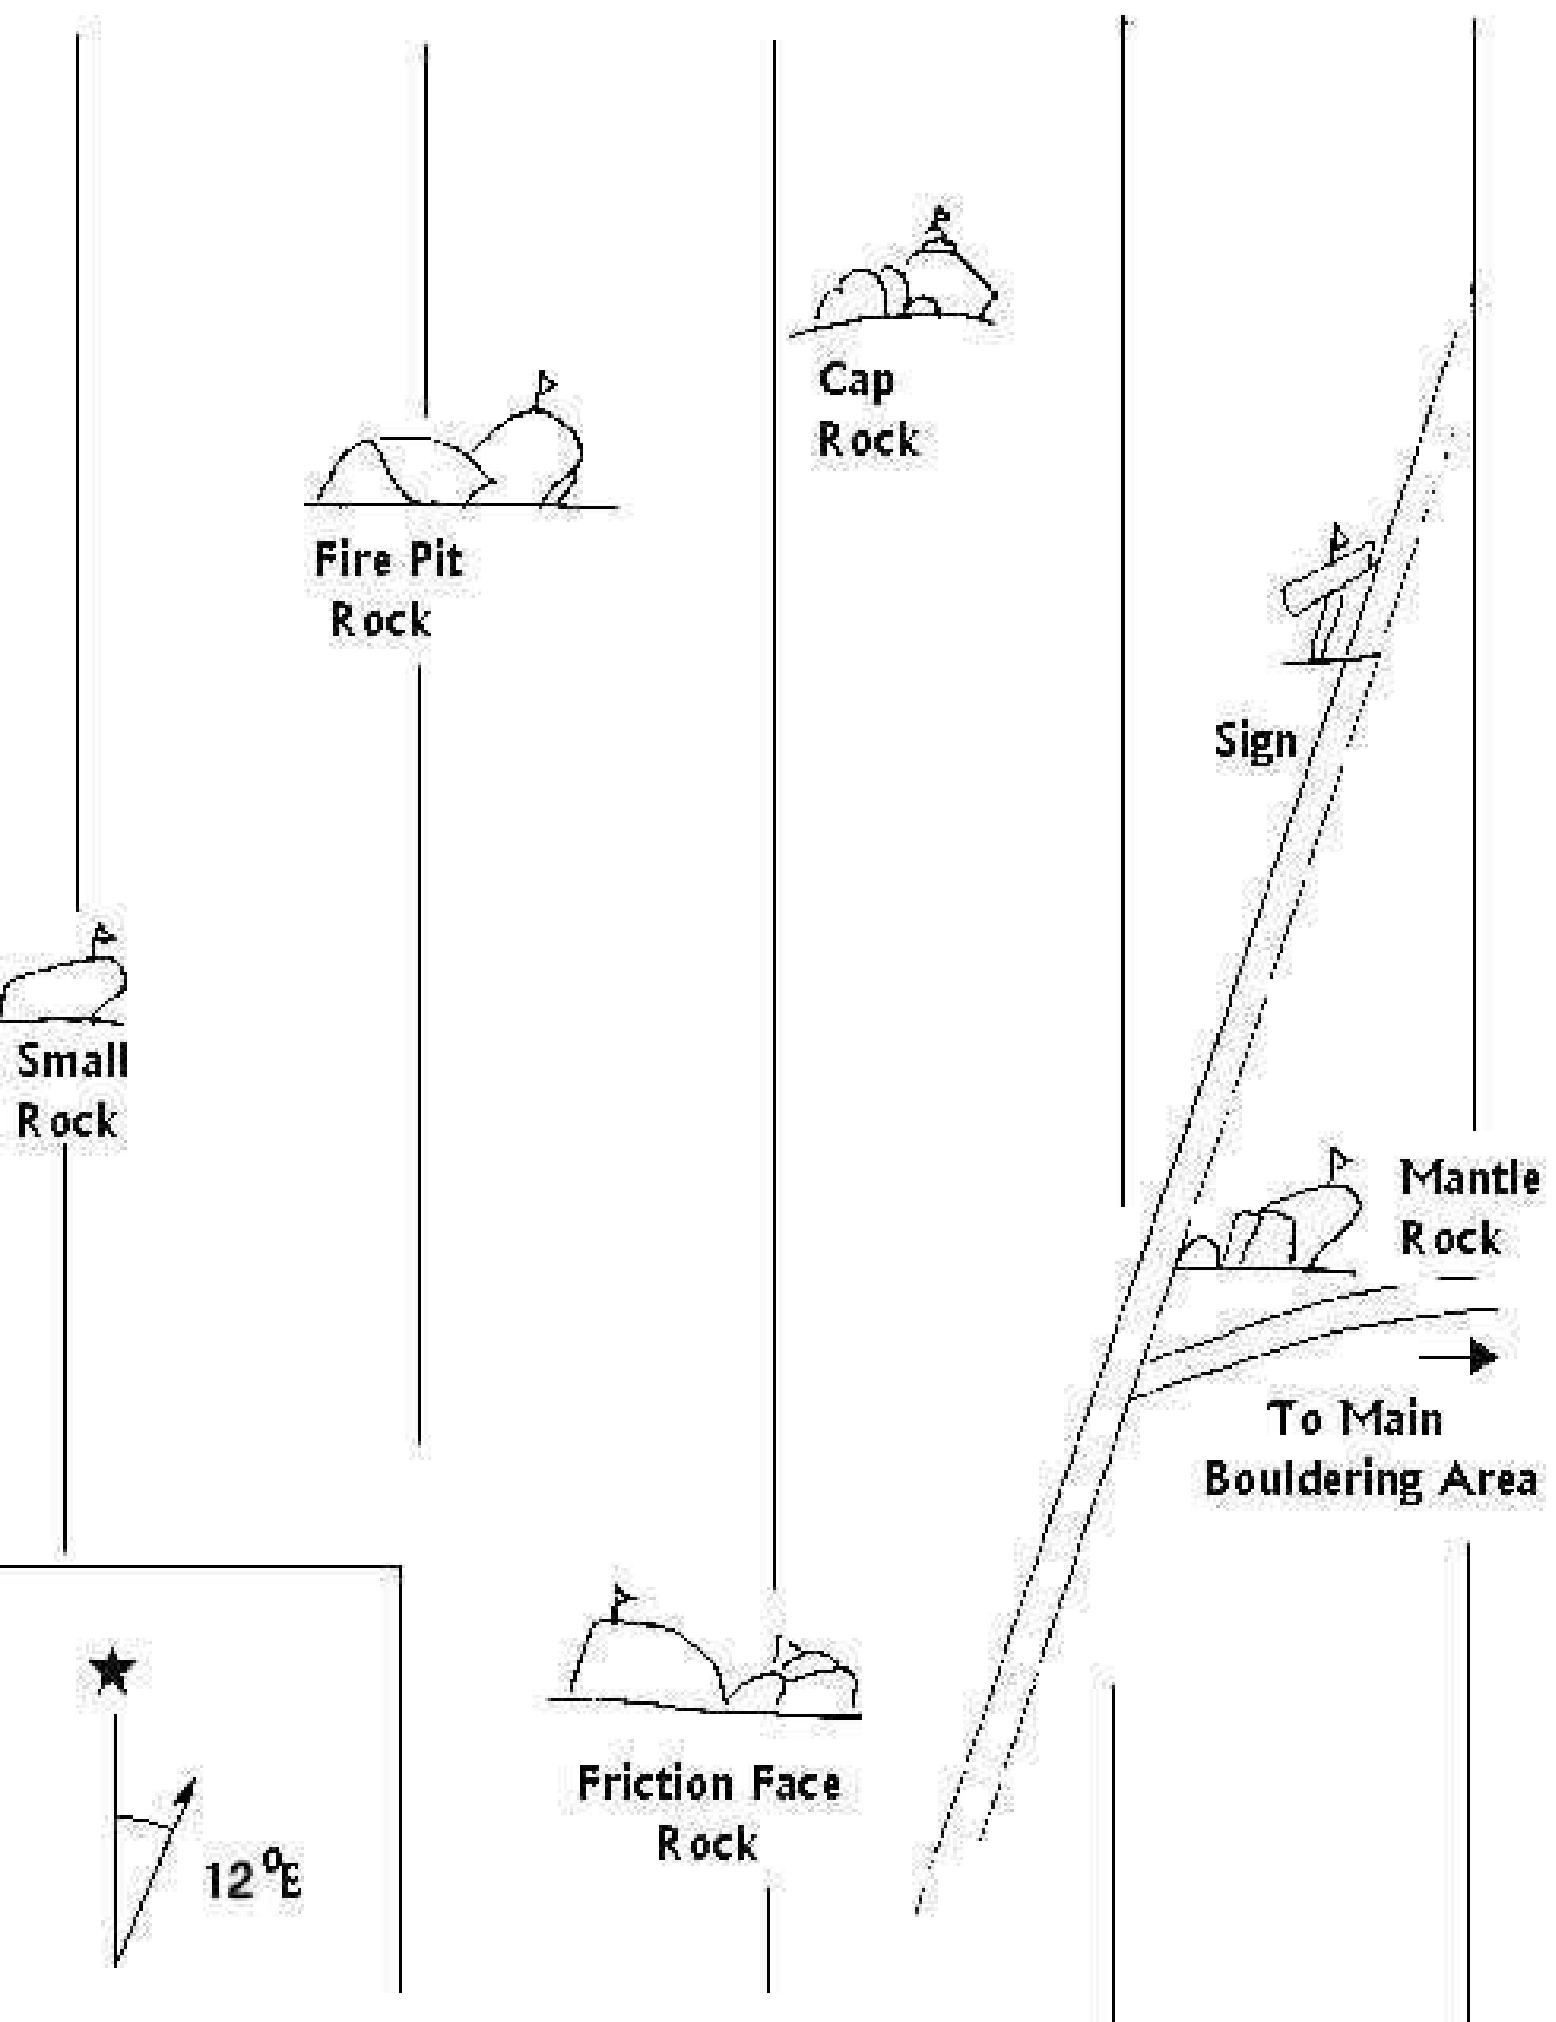 Cap
Rock
Fire Pit
Rock
Sign
Small
Rock
Mantle
Rock
To Main
Bouldering Area
Friction Face
Rock
12°E